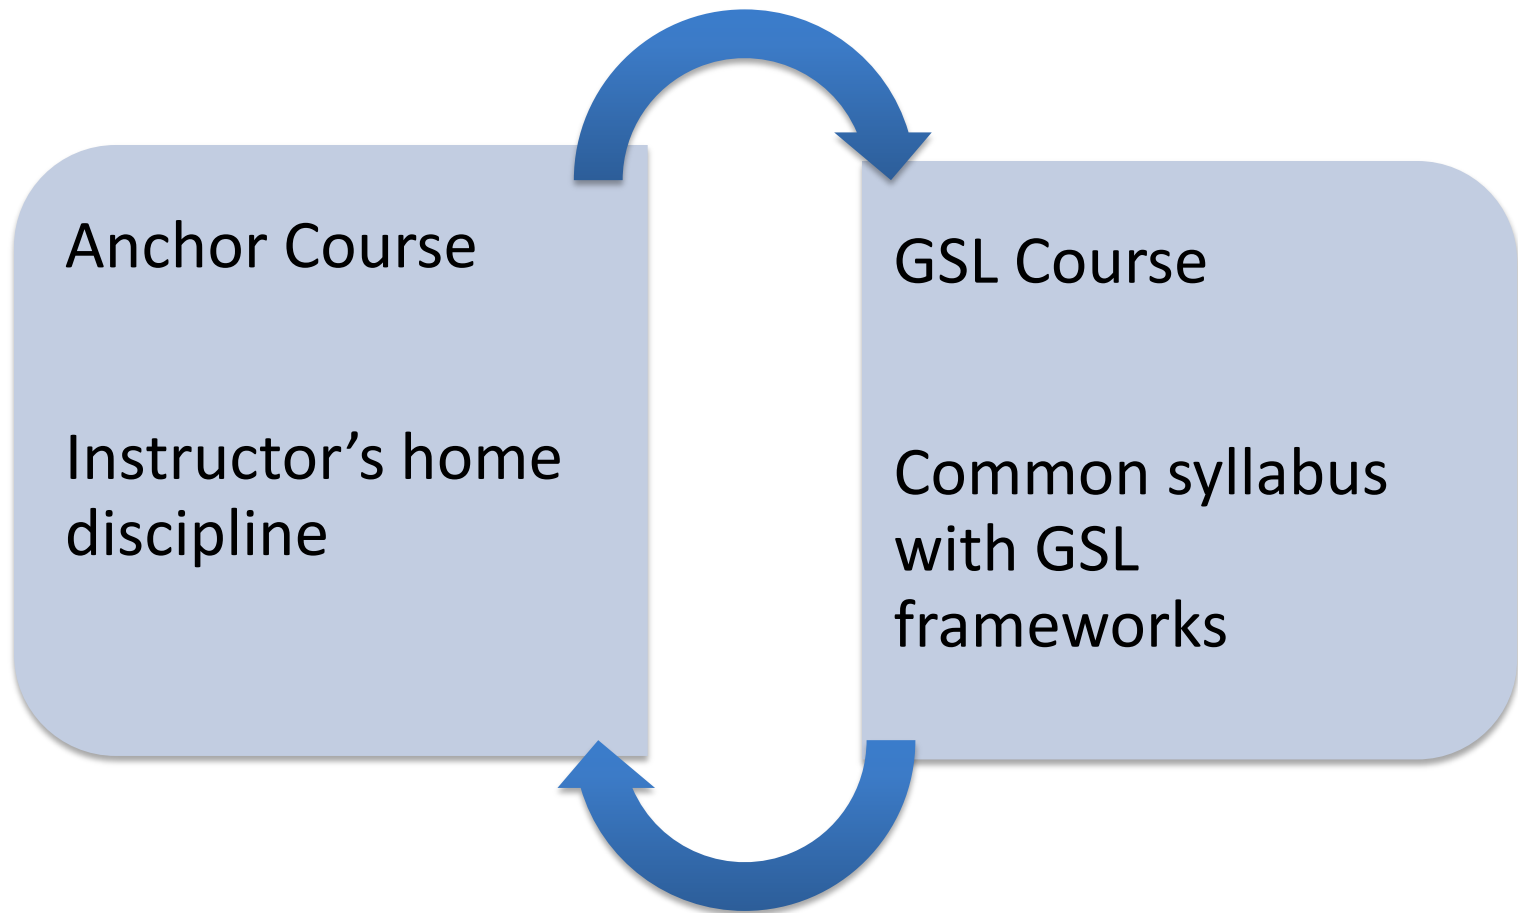 Anchor Course
Instructor’s home
discipline
GSL Course
Common syllabus
with GSL
frameworks